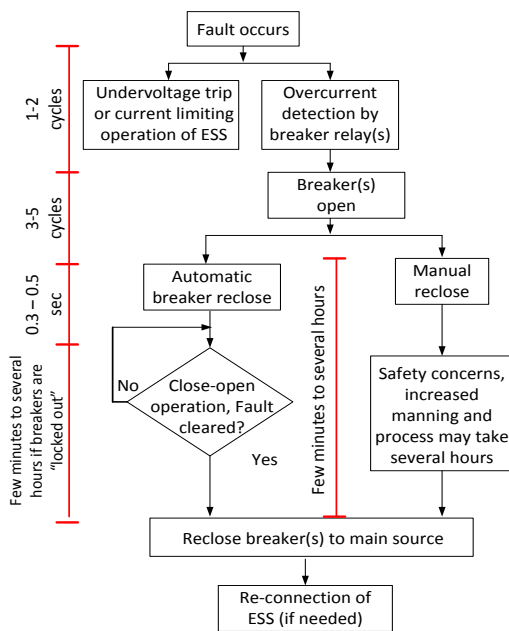 Fault occurs
1-2
cycles
Undervoltage trip
or current limiting
operation of ESS
Overcurrent
detection by
breaker relay(s)
3-5
cycles
Breaker(s)
open
0.3 – 0.5
sec
Automatic
breaker reclose
Few minutes to several hours
Manual
reclose
Few minutes to several
hours if breakers are
“locked out”
No
Close-open
operation, Fault
cleared?
Yes
Safety concerns,
increased
manning and
process may take
several hours
Reclose breaker(s) to main source
Re-connection of
ESS (if needed)